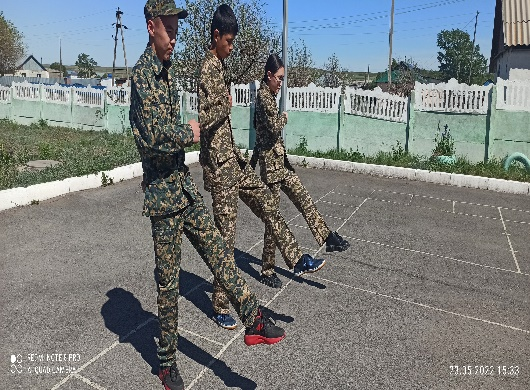 REDMI NOTE 8 PRO
AI QUAD CAMERA
23.05.2022 15:33